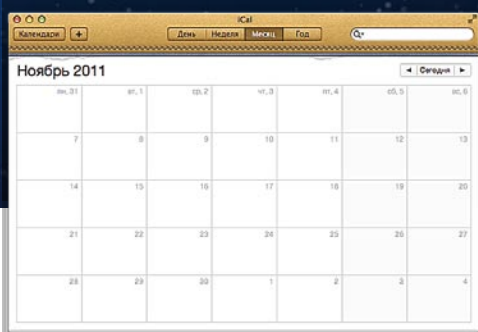 iCal
Календари + День Неделя Месяц Год
Ноябрь 2011 Сегодня
пн, 31 вт, 1 ср, 2 чт, 3 пт, 4 сб, 5 вс, 6
7 8 9 10 11 12 13
14 15 16 17 18 19 20
21 22 23 24 25 26 27
28 29 30 1 2 3 4